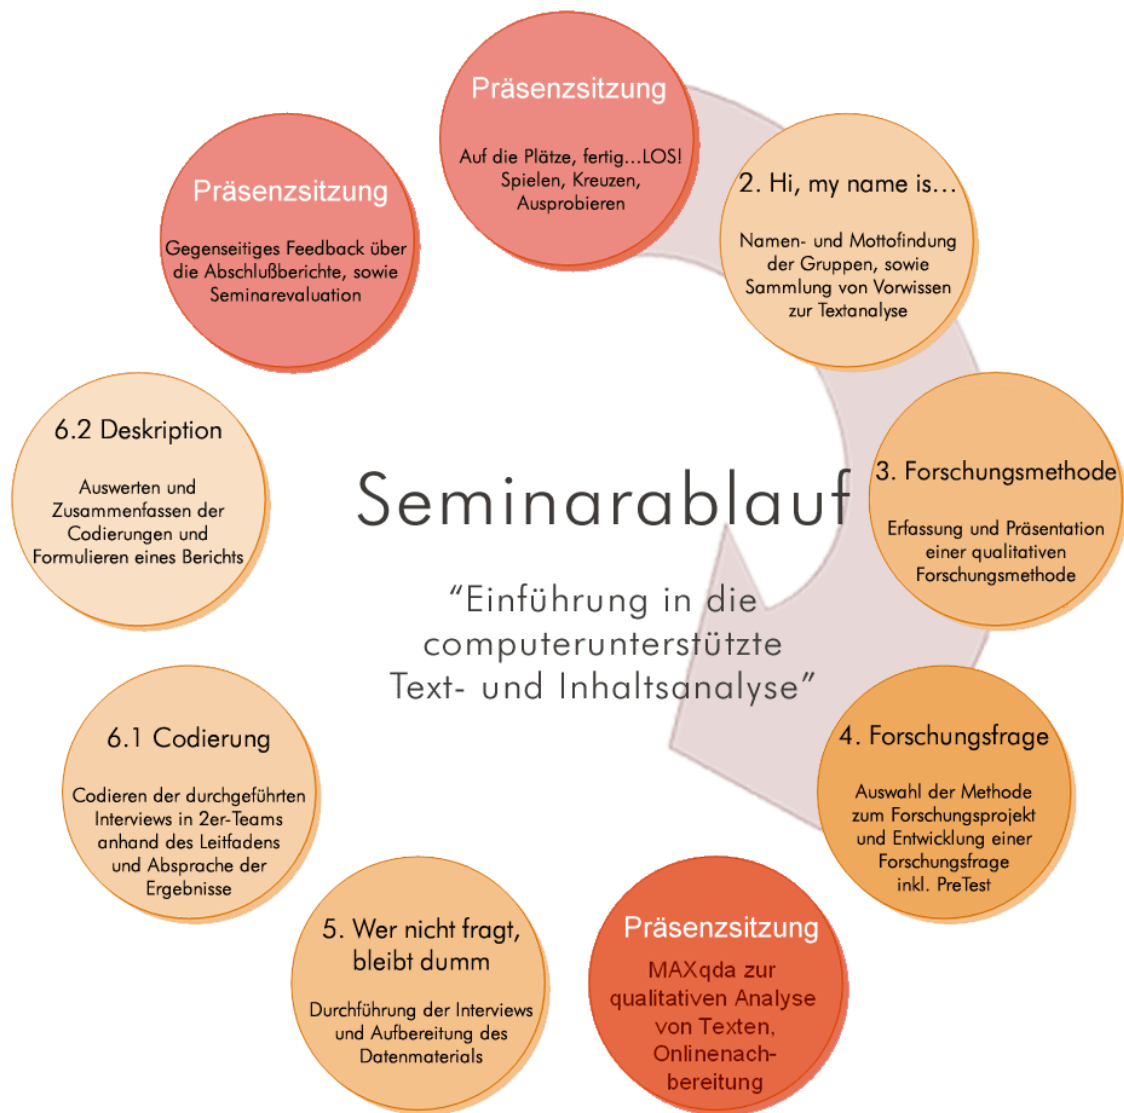 Präsenzsitzung
Auf die Plätze, fertig...LOS!
Spielen, Kreuzen,
Ausprobieren
2. Hi, my name is...
Namen- und Mottofindung
der Gruppen, sowie
Sammlung von Vorwissen
zur Textanalyse
3. Forschungsmethode
Erfassung und Präsentation
einer qualitativen
Forschungsmethode
4. Forschungsfrage
Auswahl der Methode
zum Forschungsprojekt
und Entwicklung einer
Forschungsfrage
inkl. PreTest
Präsenzsitzung
MAXqda zur
qualitativen Analyse
von Texten,
Onlinenach-
bereitung
5. Wer nicht fragt,
bleibt dumm
Durchführung der Interviews
und Aufbereitung des
Datenmaterials
6.1 Codierung
Codieren der durchgeführten
Interviews in 2er-Teams
anhand des Leitfadens
und Absprache der
Ergebnisse
6.2 Deskription
Auswerten und
Zusammenfassen der
Codierungen und
Formulieren eines Berichts
Präsenzsitzung
Gegenseitiges Feedback über
die Abschlußberichte, sowie
Seminarevaluation
Seminarablauf
“Einführung in die
computerunterstützte
Text- und Inhaltsanalyse”